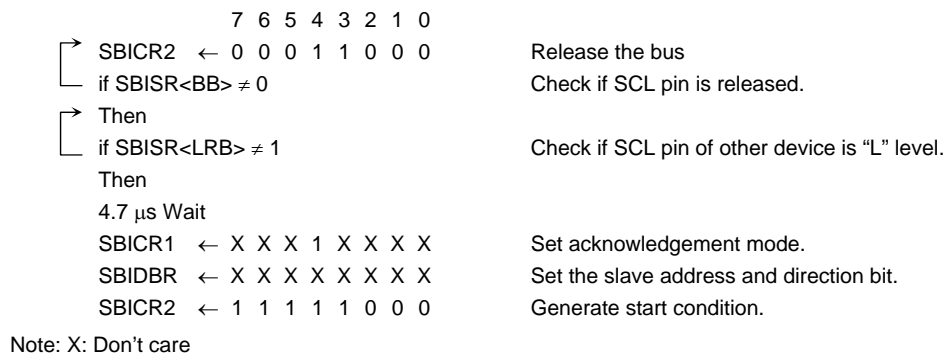 7 6 5 4 3 2 1 0
SBICR2 ← 0 0 0 1 1 0 0 0 Release the bus
if SBISR<BB> ≠ 0 Check if SCL pin is released.
Then
if SBISR<LRB> ≠ 1 Check if SCL pin of other device is “L” level.
Then
4.7 μs Wait
SBICR1 ← X X X 1 X X X X Set acknowledgement mode.
SBIDBR ← X X X X X X X X Set the slave address and direction bit.
SBICR2 ← 1 1 1 1 1 0 0 0 Generate start condition.
Note: X: Don’t care